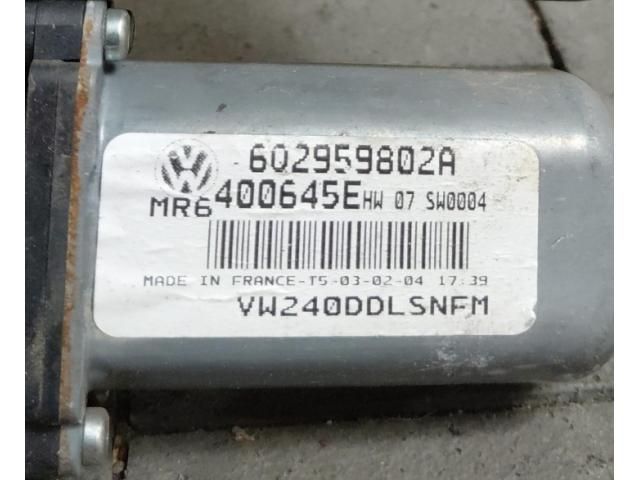 6Q2959802A
MR6 400645E HW 07 SW0004
MADE IN FRANCE-T5-03-02-04 17:39
VW240DDLSNFM